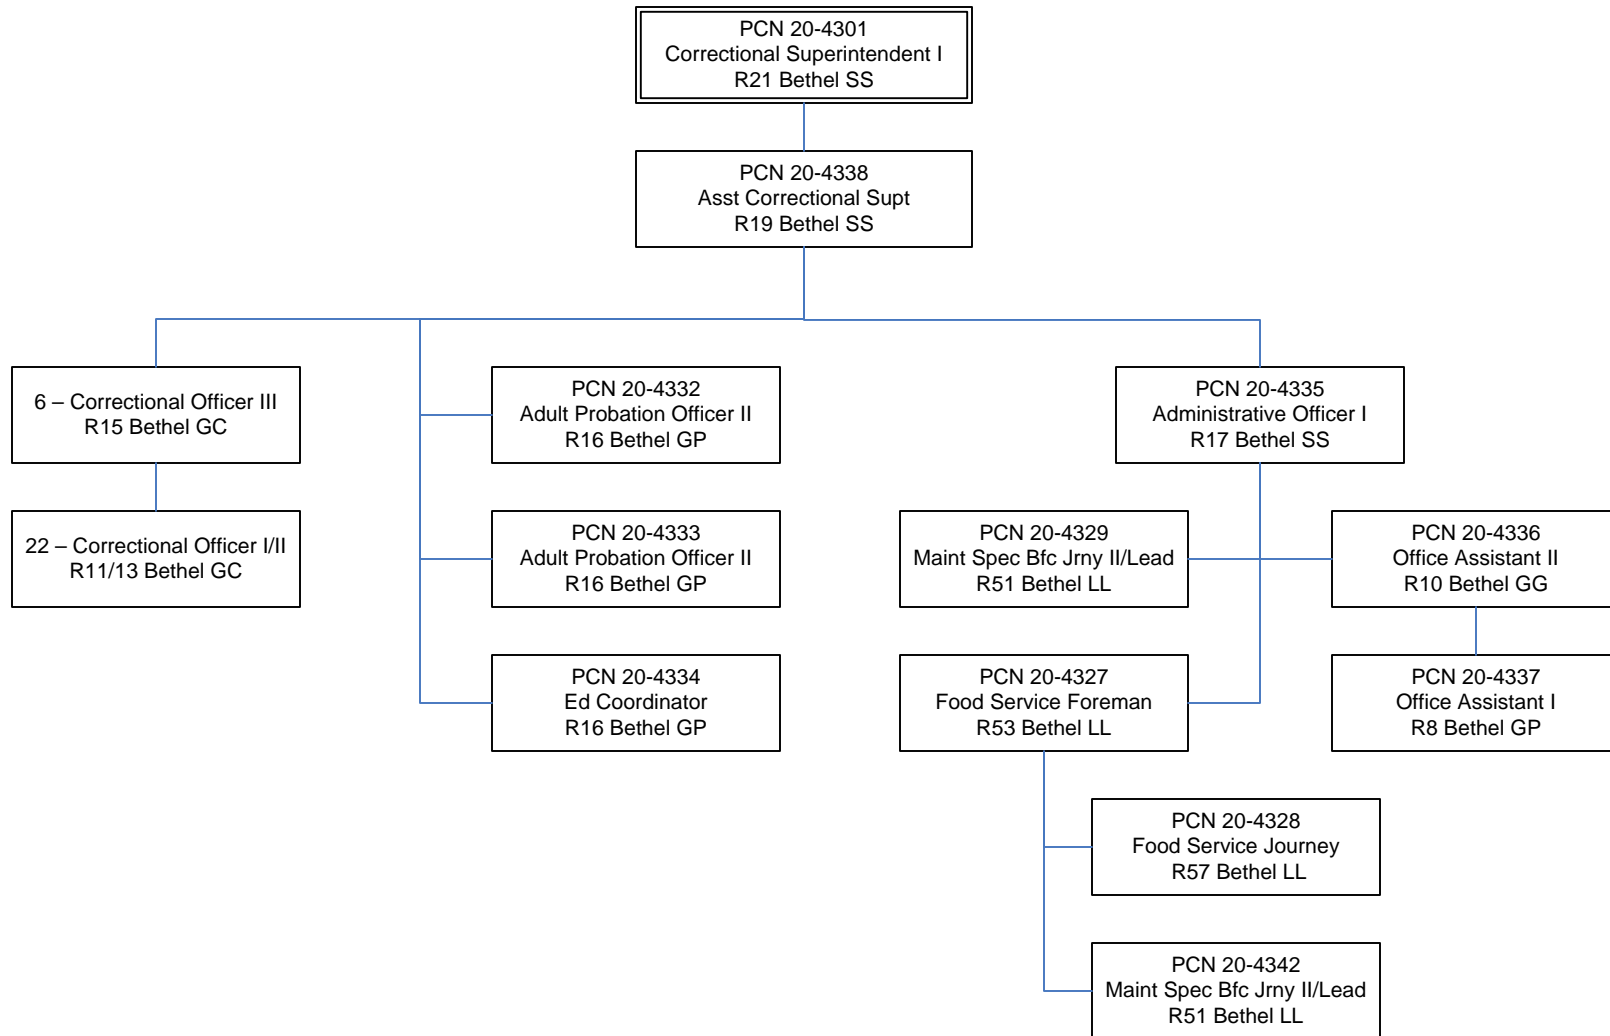 PCN 20-4301
Correctional Superintendent I
R21 Bethel SS
PCN 20-4338
Asst Correctional Supt
R19 Bethel SS
6 – Correctional Officer III
R15 Bethel GC
PCN 20-4332
Adult Probation Officer II
R16 Bethel GP
PCN 20-4335
Administrative Officer I
R17 Bethel SS
22 – Correctional Officer I/II
R11/13 Bethel GC
PCN 20-4333
Adult Probation Officer II
R16 Bethel GP
PCN 20-4329
Maint Spec Bfc Jrny II/Lead
R51 Bethel LL
PCN 20-4336
Office Assistant II
R10 Bethel GG
PCN 20-4334
Ed Coordinator
R16 Bethel GP
PCN 20-4327
Food Service Foreman
R53 Bethel LL
PCN 20-4337
Office Assistant I
R8 Bethel GP
PCN 20-4328
Food Service Journey
R57 Bethel LL
PCN 20-4342
Maint Spec Bfc Jrny II/Lead
R51 Bethel LL